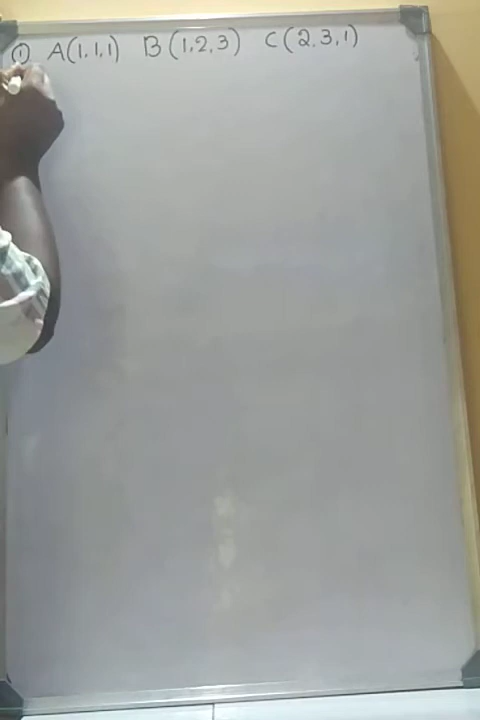 ① A(1,1,1) B(1,2,3) C(2,3,1)